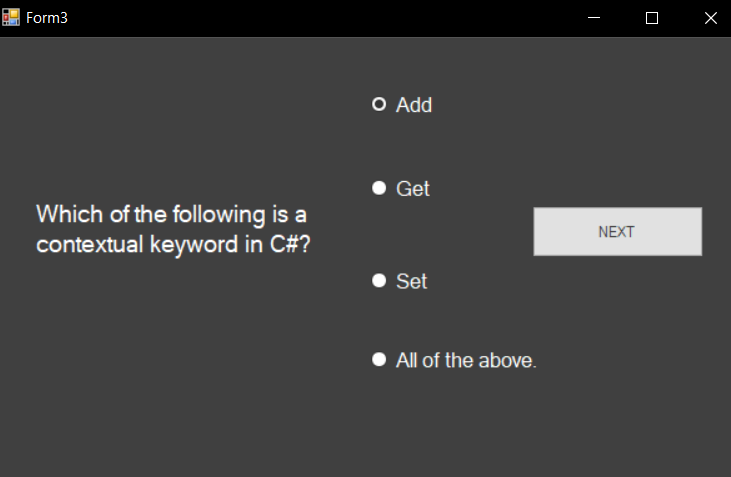 Form3
Which of the following is a
contextual keyword in C#?
Add
Get
Set
All of the above.
NEXT